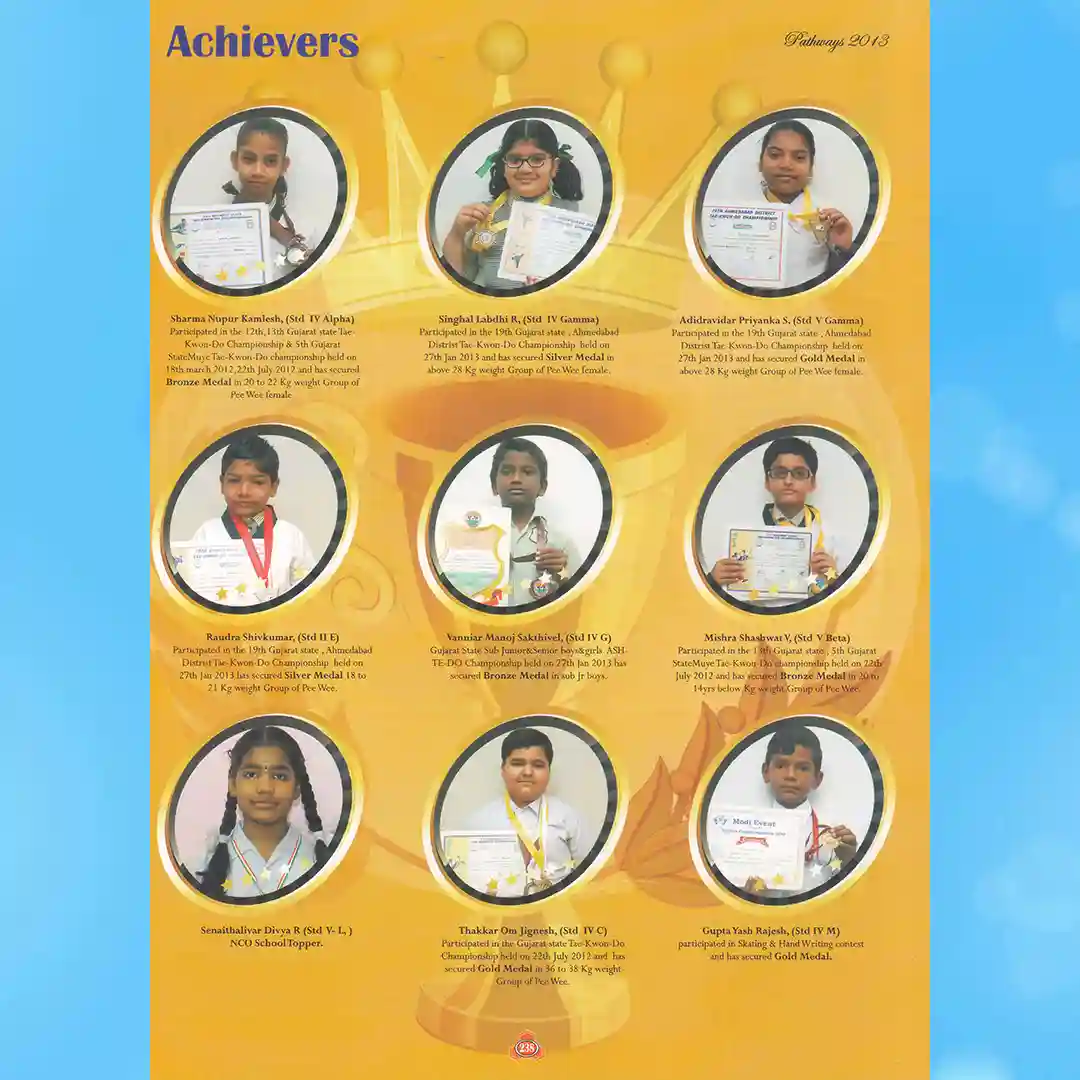 Achievers
Pathways 2013
Sharma Nupur Kamlesh, (Std IV Alpha)
Participated in the 12th,13th Gujarat state Tae-
Kwon-Do Championship & 5th Gujarat
StateMuye Tae-Kwon-Do championship held on
18th march 2012,22th July 2012 and has secured
Bronze Medal in 20 to 22 Kg weight Group of
Pee Wee female
Singhal Labdhi R, (Std IV Gamma)
Participated in the 19th Gujarat state , Ahmedabad
District Tae-Kwon-Do Championship held on
27th Jan 2013 and has secured Silver Medal in
above 28 Kg weight Group of Pee Wee female.
20TH AHMEDABAD DISTRICT
TAE-KWON-DO CHAMPIONSHIP
Adidravidar Priyanka S, (Std V Gamma)
Participated in the 19th Gujarat state , Ahmedabad
District Tae-Kwon-Do Championship held on
27th Jan 2013 and has secured Gold Medal in
above 28 Kg weight Group of Pee Wee female.
Raudra Shivkumar, (Std II E)
Participated in the 19th Gujarat state , Ahmedabad
District Tae-Kwon-Do Championship held on
27th Jan 2013 has secured Silver Medal 18 to
21 Kg weight Group of Pee Wee.
Vanniar Manoj Sakthivel, (Std IV G)
Gujarat State Sub Junior&Senior boys&girls ASH-
TE-DO Championship held on 27th Jan 2013 has
secured Bronze Medal in sub jr boys.
Mishra Shashwat V, (Std V Beta)
Participated in the 13th Gujarat state , 5th Gujarat
StateMuye Tae-Kwon-Do championship held on 22th
July 2012 and has secured Bronze Medal in 20 to
14yrs below Kg weight Group of Pee Wee.
Senaithalivar Divya R (Std V- L, )
NCO School Topper.
Thakkar Om Jignesh, (Std IV C)
Participated in the Gujarat state Tae-Kwon-Do
Championship held on 22th July 2012 and has
secured Gold Medal in 36 to 38 Kg weight
Group of Pee Wee.
Modi Event
Gupta Yash Rajesh, (Std IV M)
participated in Skating & Hand Writing contest
and has secured Gold Medal.
238